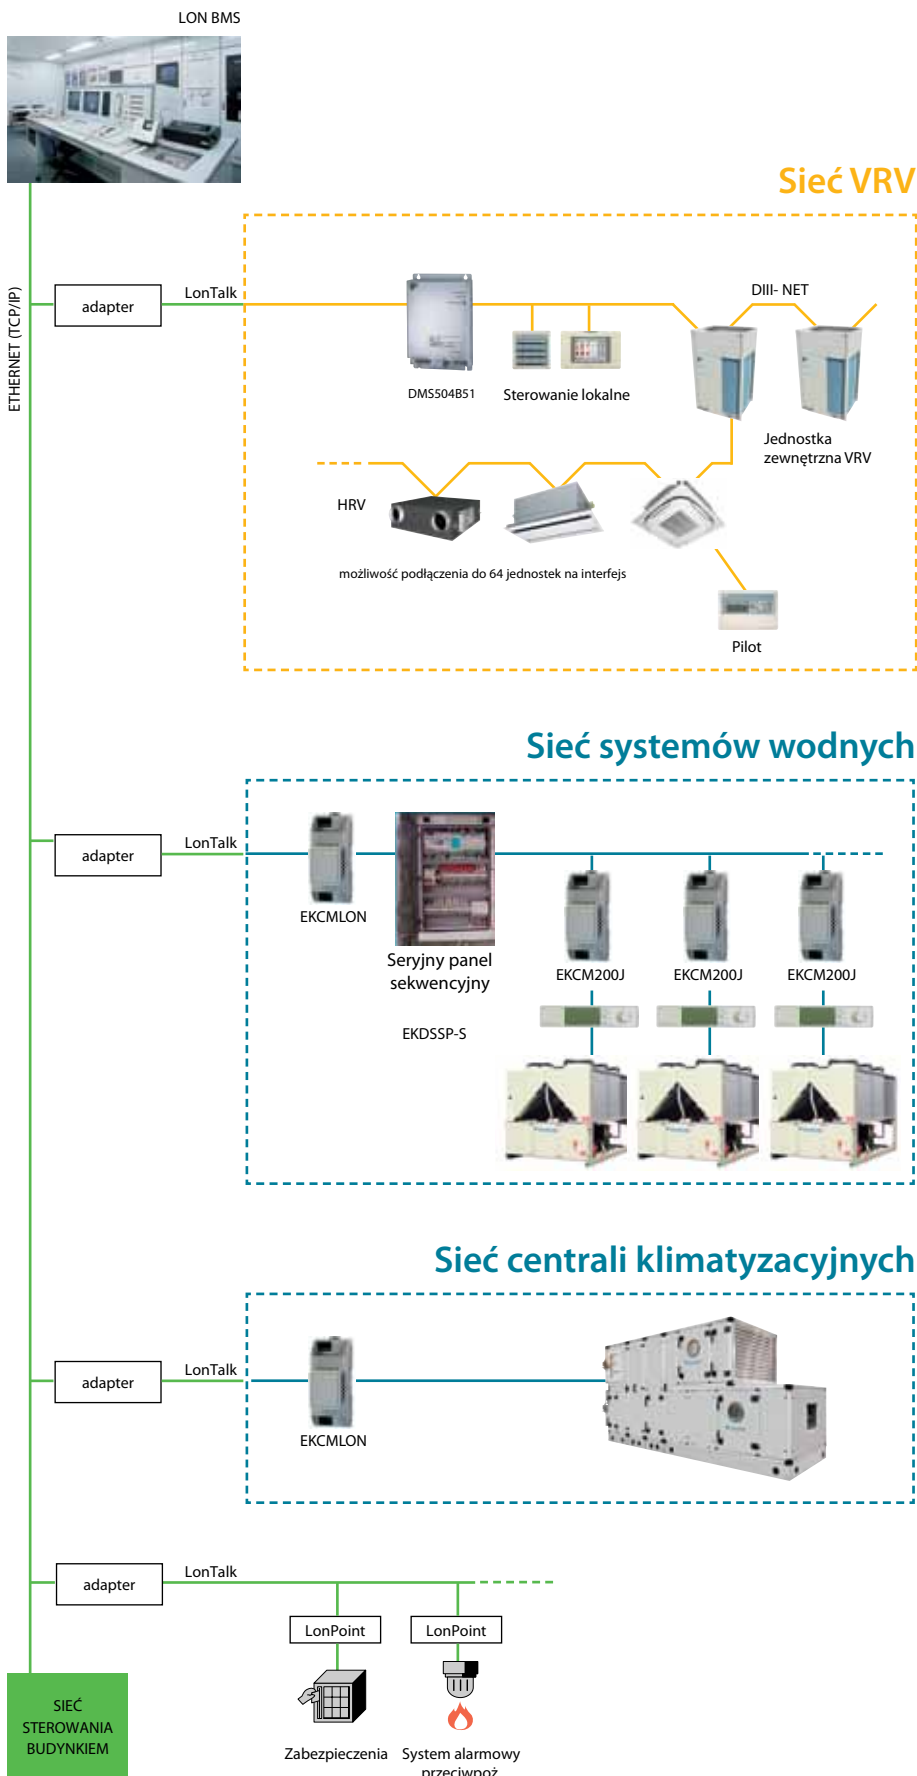 LON BMS
Sieć VRV
ETHERNET (TCP/IP)
adapter
LonTalk
DIII- NET
DMS504B51
Sterowanie lokalne
Jednostka
zewnętrzna VRV
HRV
możliwość podłączenia do 64 jednostek na interfejs
Pilot
Sieć systemów wodnych
adapter
LonTalk
EKCMLON
Seryjny panel
sekwencyjny
EKDSSP-S
EKCM200J
EKCM200J
EKCM200J
Sieć centrali klimatyzacyjnych
adapter
LonTalk
EKCMLON
adapter
LonTalk
LonPoint
LonPoint
SIEĆ
STEROWANIA
BUDYNKIEM
Zabezpieczenia
System alarmowy
przeciwpoż